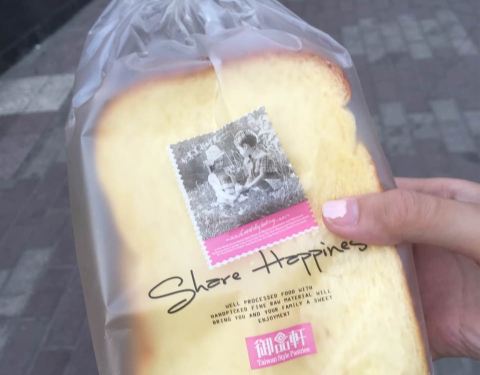 Share Happiness
WELL PROCESSED FOOD WITH
HANDPICKED FINE RAW MATERIAL WILL
BRING YOU AND YOUR FAMILY A SWEET
ENJOYMENT
御品軒
Taiwan Style Pastries